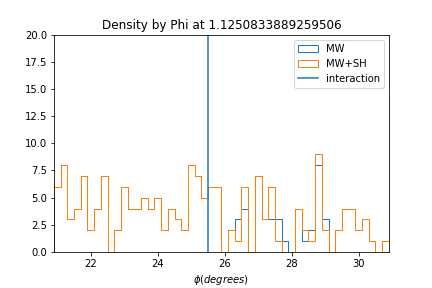 Density by Phi at 1.1250833889259506
20.0
17.5
15.0
12.5
10.0
7.5
5.0
2.5
0.0
MW
MW+SH
interaction
22 24 26 28 30
ϕ(degrees)